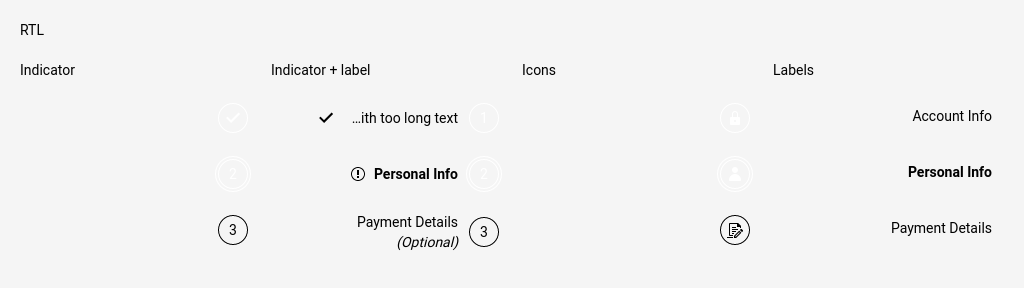 RTL
Indicator
Indicator + label
Icons
Labels
...ith too long text
1
Account Info
2
Personal Info
2
Personal Info
3
Payment Details
(Optional)
3
Payment Details